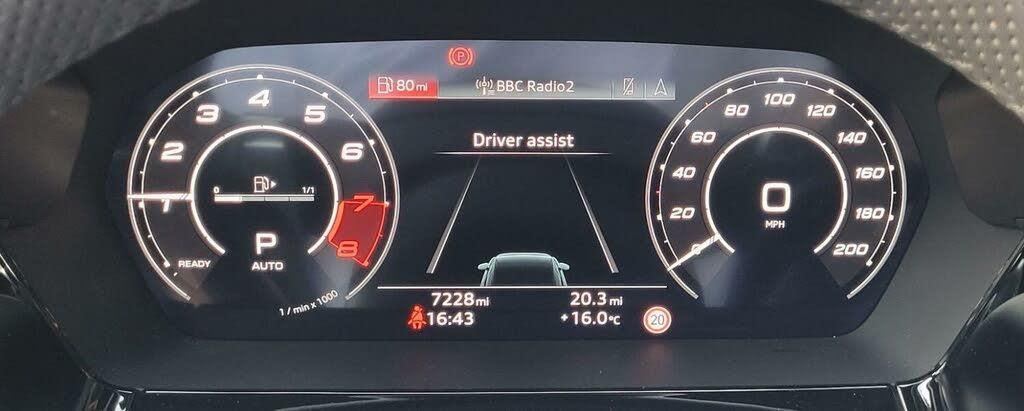 P
80 mi
BBC Radio2
Driver assist
1
2
3
4
5
6
7
8
0
1/1
P
AUTO
READY
1 / min x 1000
0
20
40
60
80
100
120
140
160
180
200
0
MPH
7228 mi
20.3 mi
16:43
+16.0 °C
20